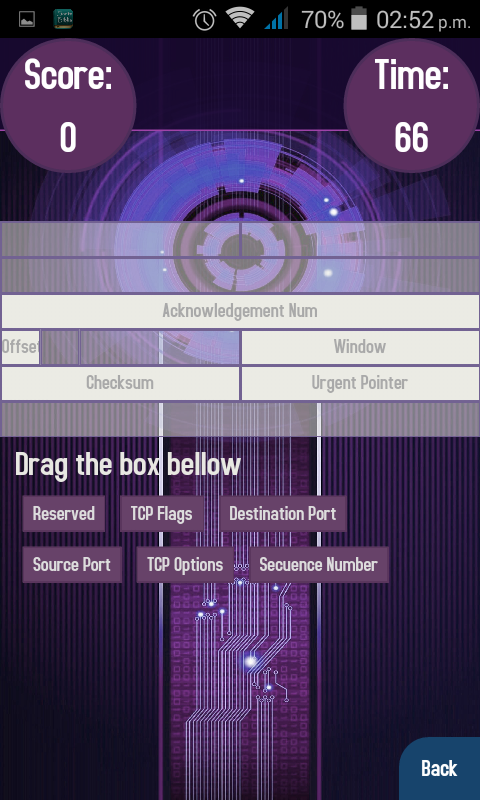 70% 02:52 p.m.
Score: Time:
0 66
Acknowledgement Num
Offset Window
Checksum Urgent Pointer
Drag the box bellow
Reserved TCP Flags Destination Port
Source Port TCP Options Secuence Number
Back